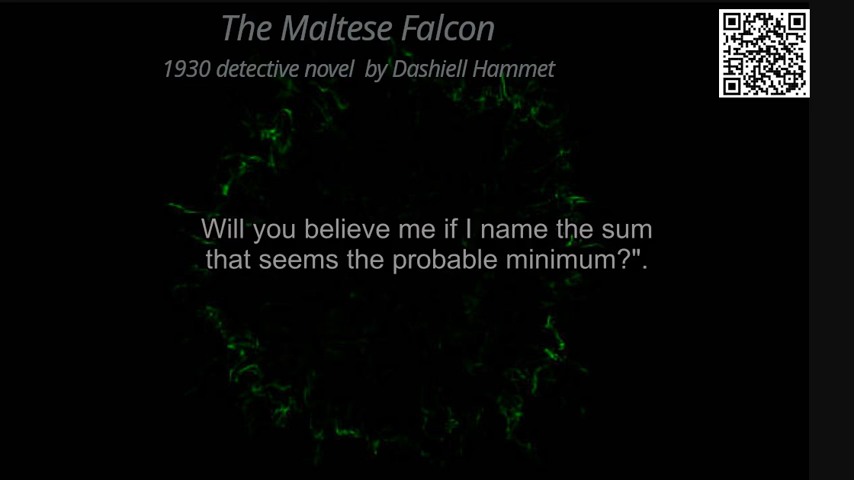 The Maltese Falcon
1930 detective novel by Dashiell Hammet
Will you believe me if I name the sum
that seems the probable minimum?".